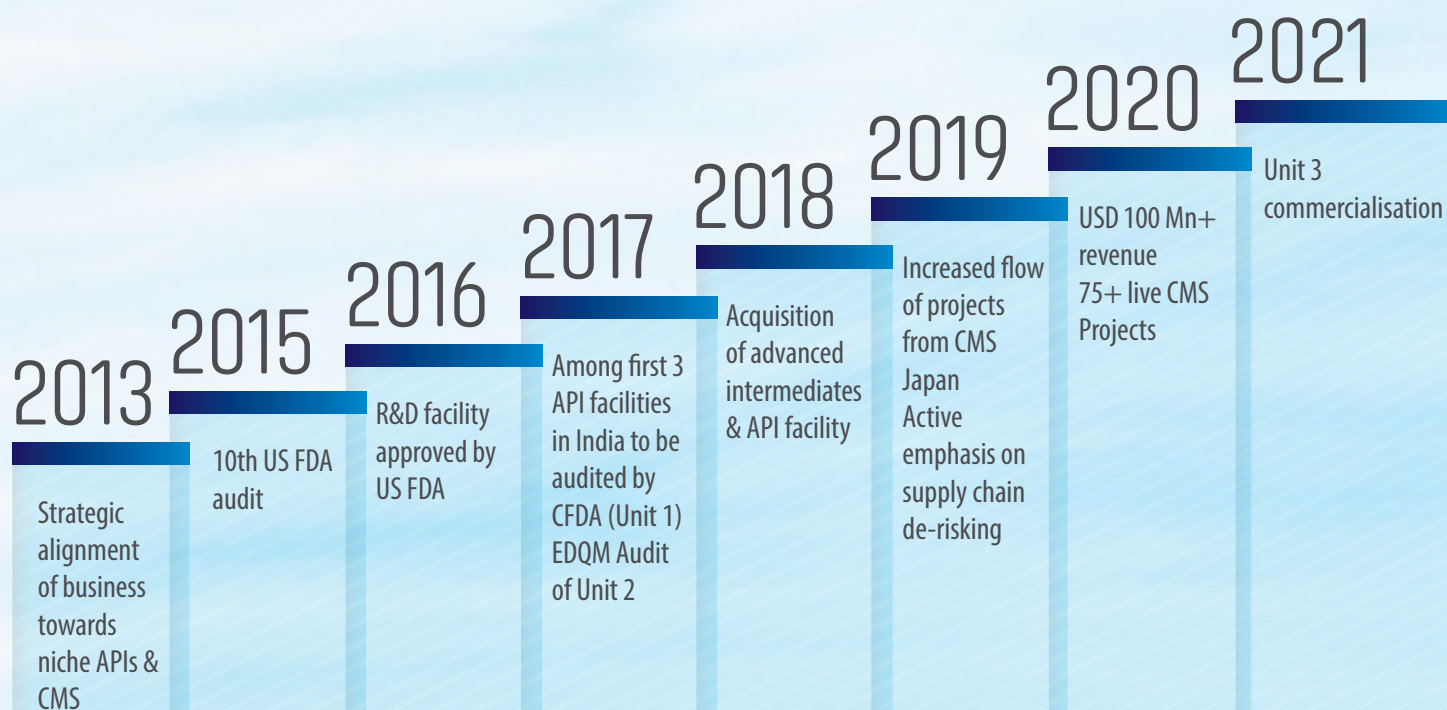 2013
Strategic
alignment
of business
towards
niche APIs &
CMS
2015
10th US FDA
audit
2016
R&D facility
approved by
US FDA
2017
Among first 3
API facilities
in India to be
audited by
CFDA (Unit 1)
EDQM Audit
of Unit 2
2018
Acquisition
of advanced
intermediates
& API facility
2019
Increased flow
of projects
from CMS
Japan
Active
emphasis on
supply chain
de-risking
2020
USD 100 Mn+
revenue
75+ live CMS
Projects
2021
Unit 3
commercialisation